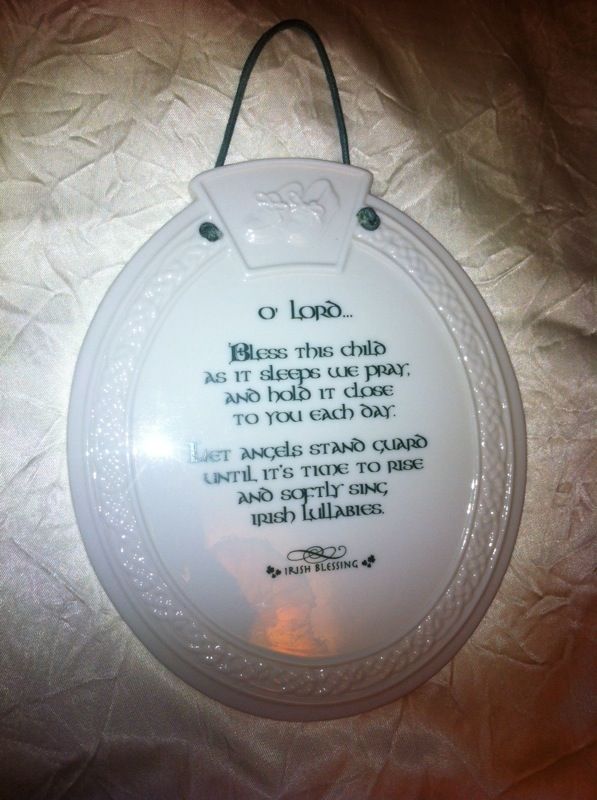 O' Lord...
Bless this child
as it sleeps we pray,
and hold it close
to you each day.
Let angels stand guard
until it's time to rise
and softly sing
Irish lullabies.
IRISH BLESSING